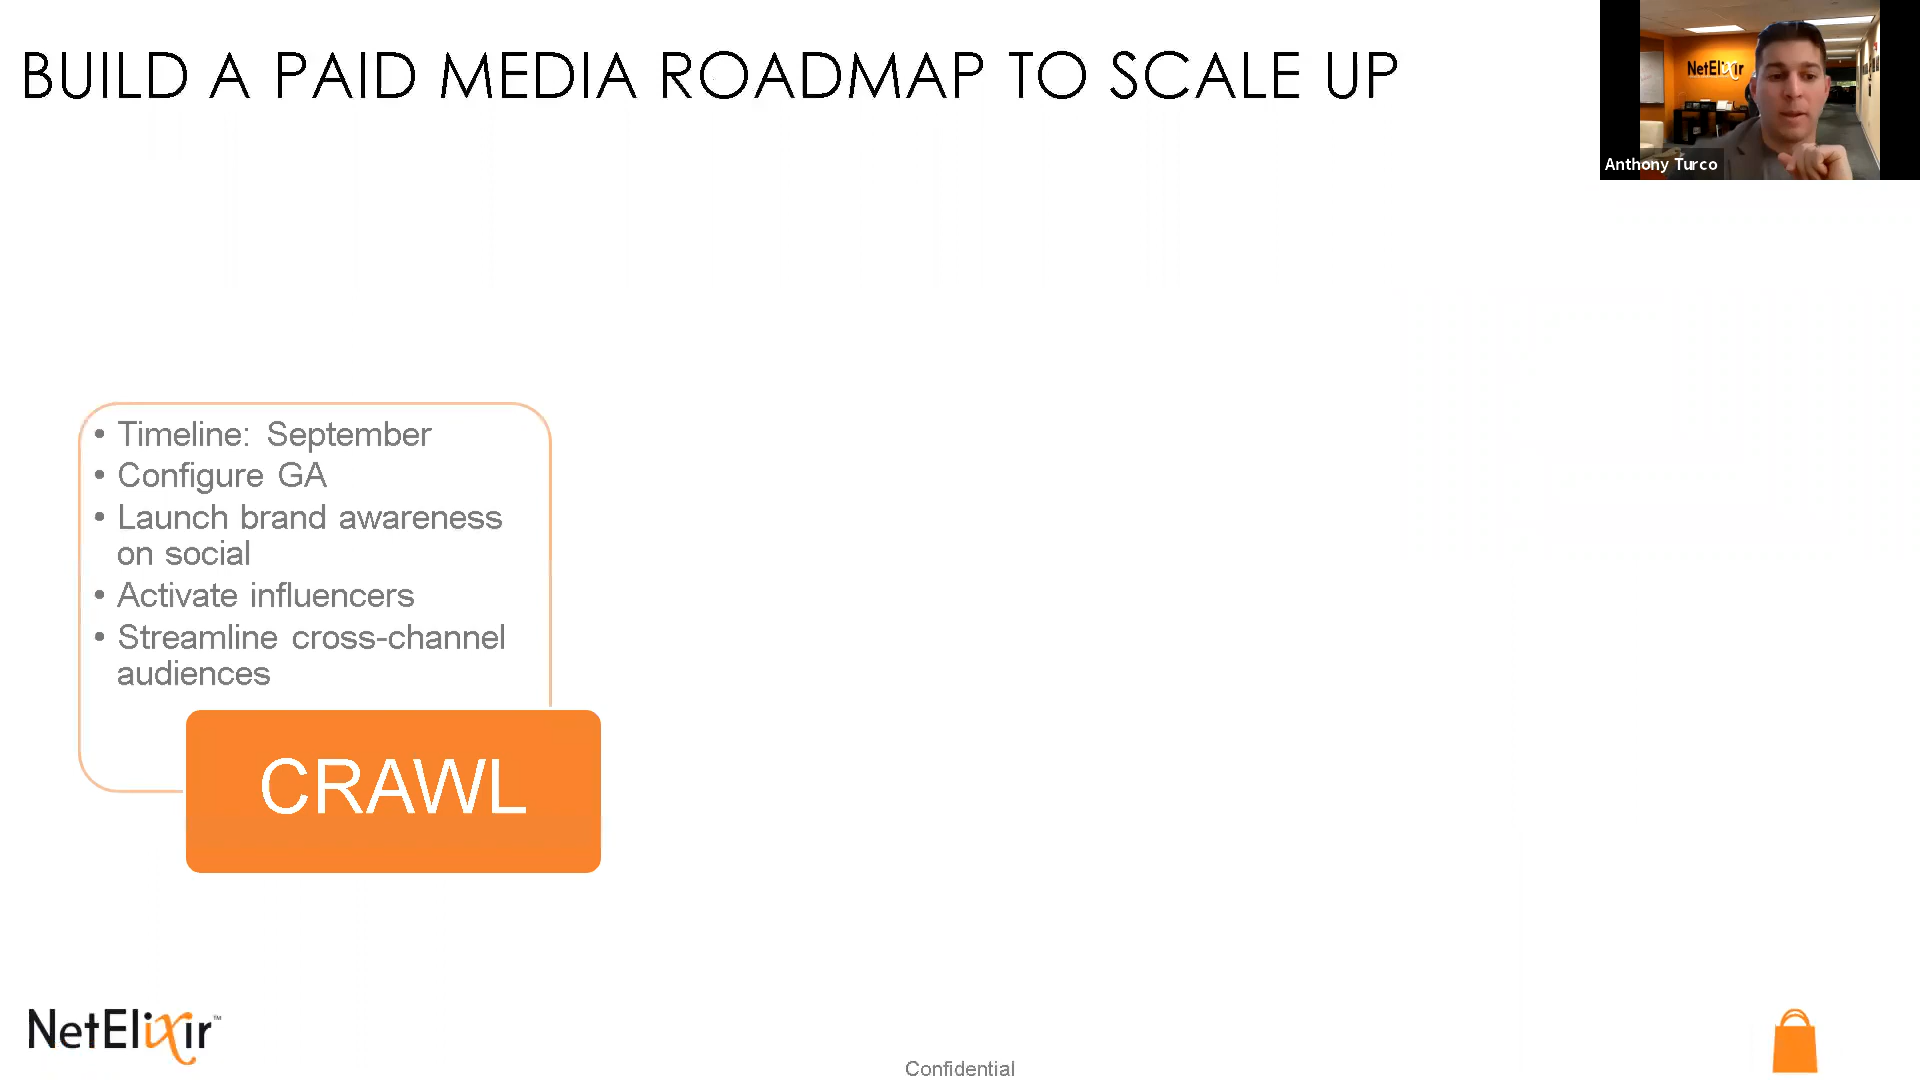 BUILD A PAID MEDIA ROADMAP TO SCALE UP
NetElixir
Anthony Turco
• Timeline: September
• Configure GA
• Launch brand awareness
on social
• Activate influencers
• Streamline cross-channel
audiences
CRAWL
NetElixir™
Confidential